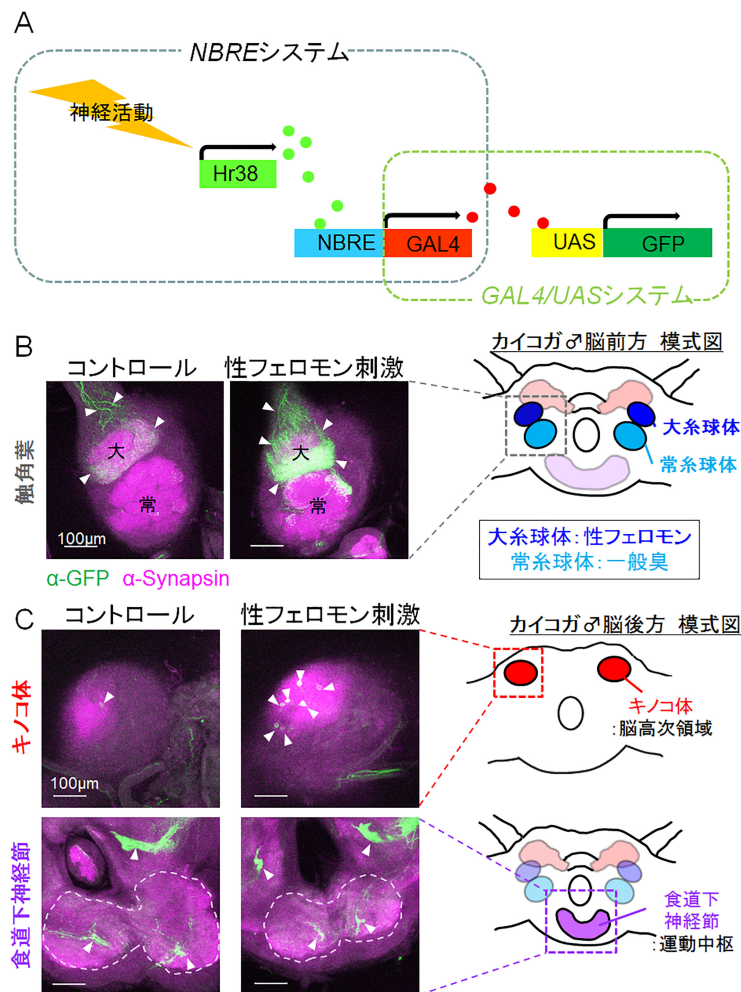 A
NBREシステム
神経活動
Hr38
NBRE
GAL4
UAS
GFP
GAL4/UASシステム
B
コントロール
性フェロモン刺激
カイコガ♂脳前方 模式図
触角葉
大
常
100μm
大
常
大糸球体
常糸球体
大糸球体：性フェロモン
常糸球体：一般臭
α-GFP α-Synapsin
C
コントロール
性フェロモン刺激
カイコガ♂脳後方 模式図
キノコ体
100μm
キノコ体
：脳高次領域
食道下神経節
食道下
神経節
：運動中枢